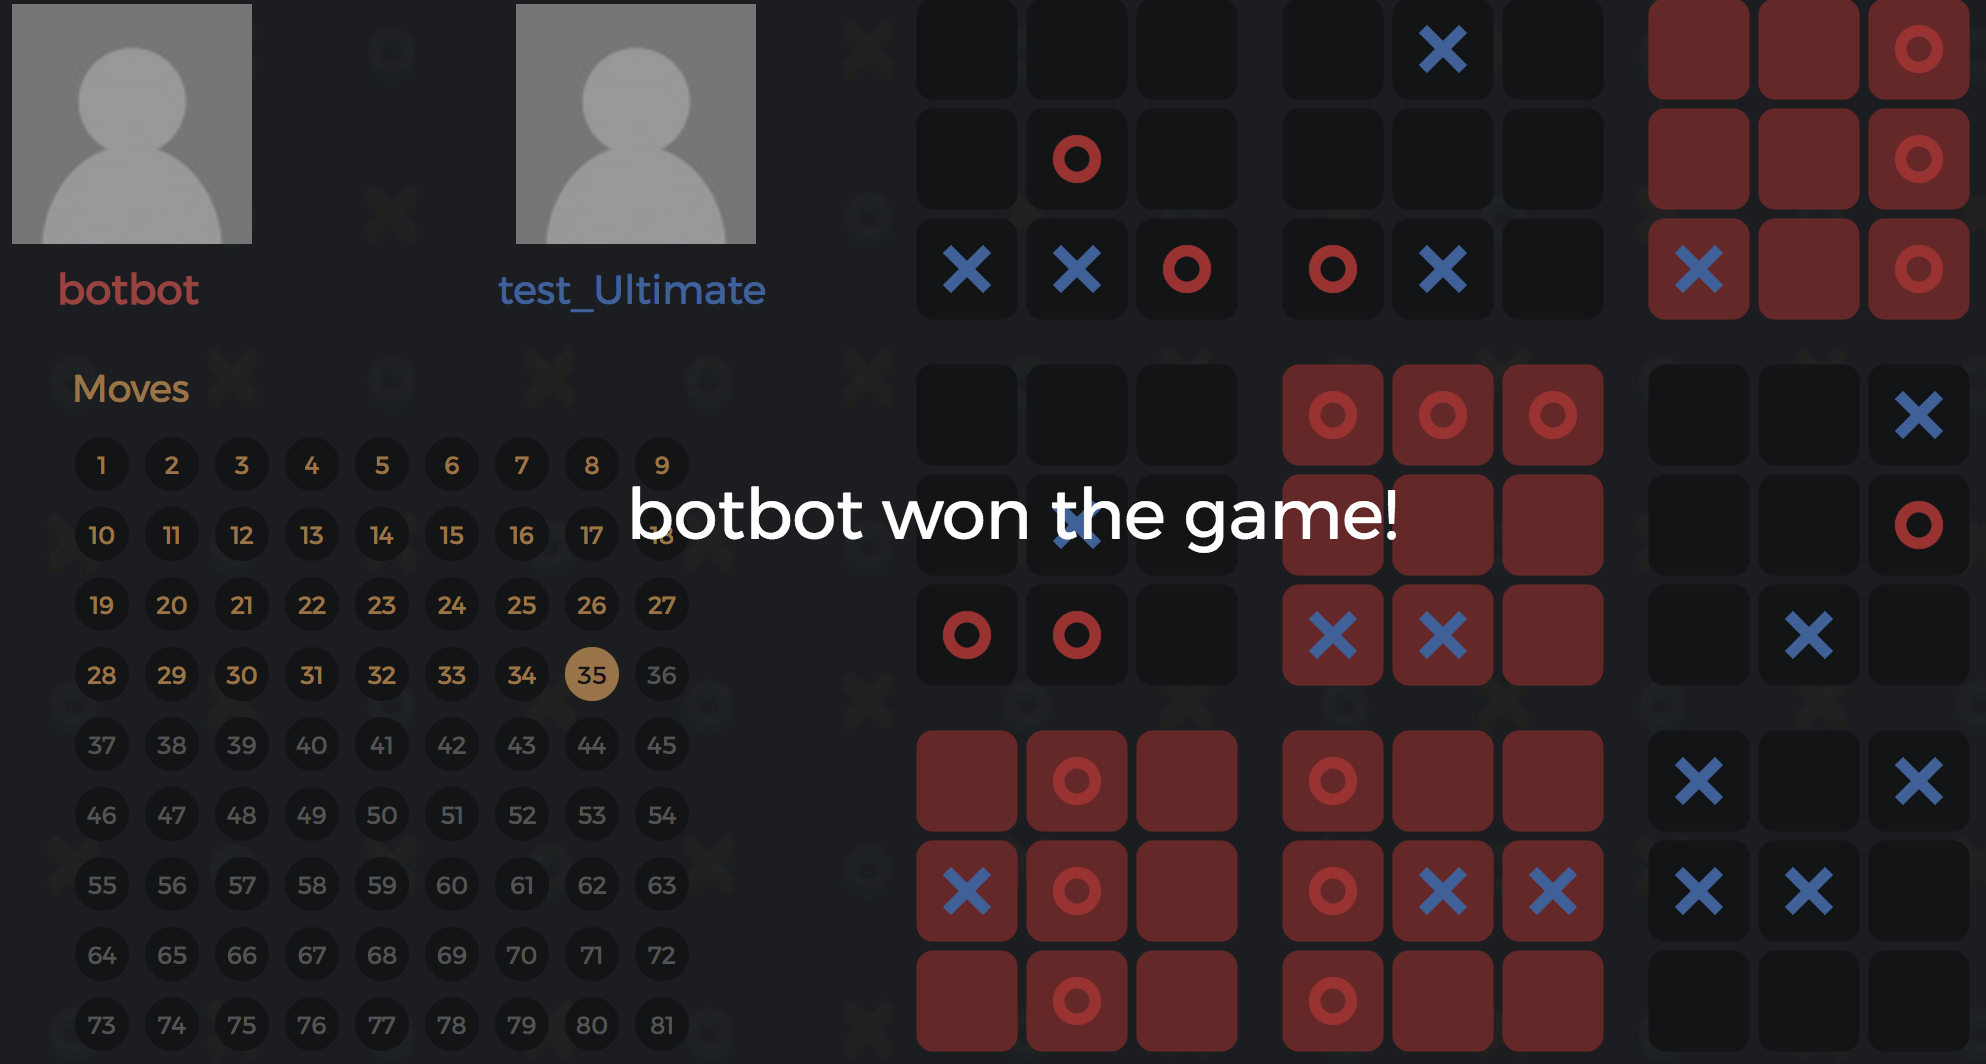 botbot
test_Ultimate
Moves
1 2 3 4 5 6 7 8 9
10 11 12 13 14 15 16 17 18
botbot won the game!
19 20 21 22 23 24 25 26 27
28 29 30 31 32 33 34 35 36
37 38 39 40 41 42 43 44 45
46 47 48 49 50 51 52 53 54
55 56 57 58 59 60 61 62 63
64 65 66 67 68 69 70 71 72
73 74 75 76 77 78 79 80 81